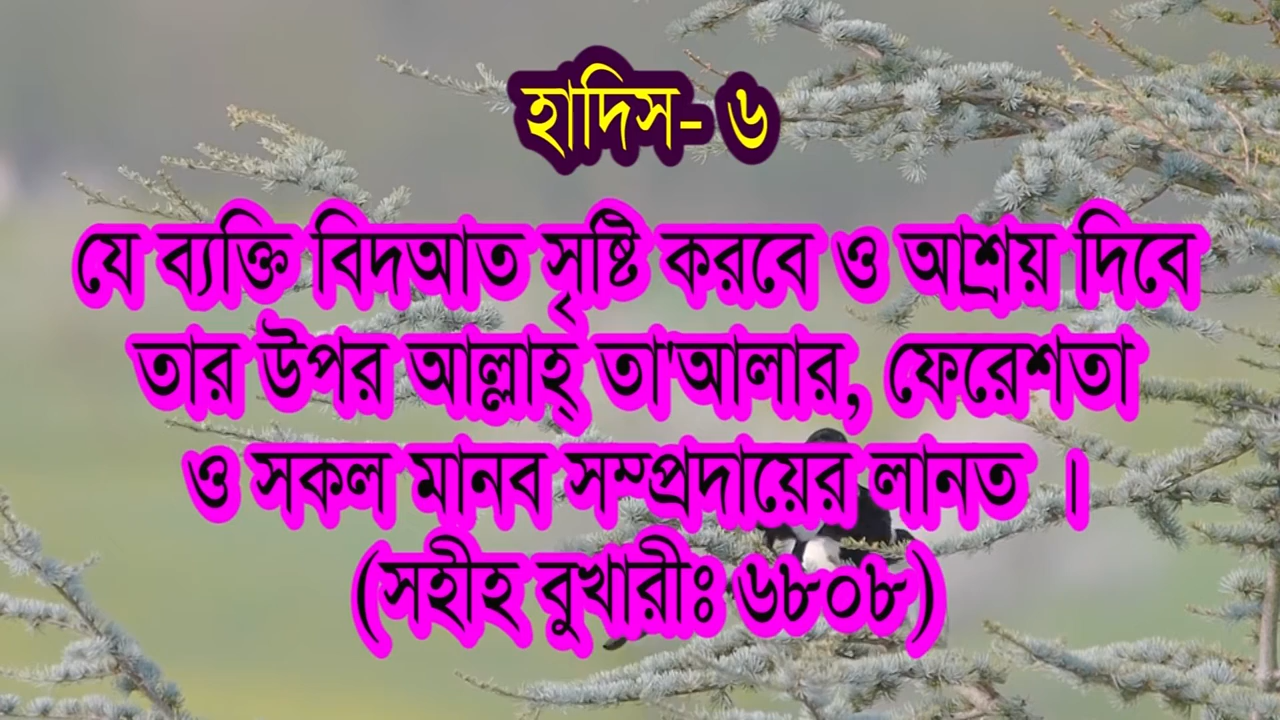 হাদিস- ৬
যে ব্যক্তি বিদআত সৃষ্টি করবে ও আশ্রয় দিবে
তার উপর আল্লাহ্ তা'আলার, ফেরেশতা
ও সকল মানব সম্প্রদায়ের লানত ।
(সহীহ বুখারীঃ ৬৮০৮)